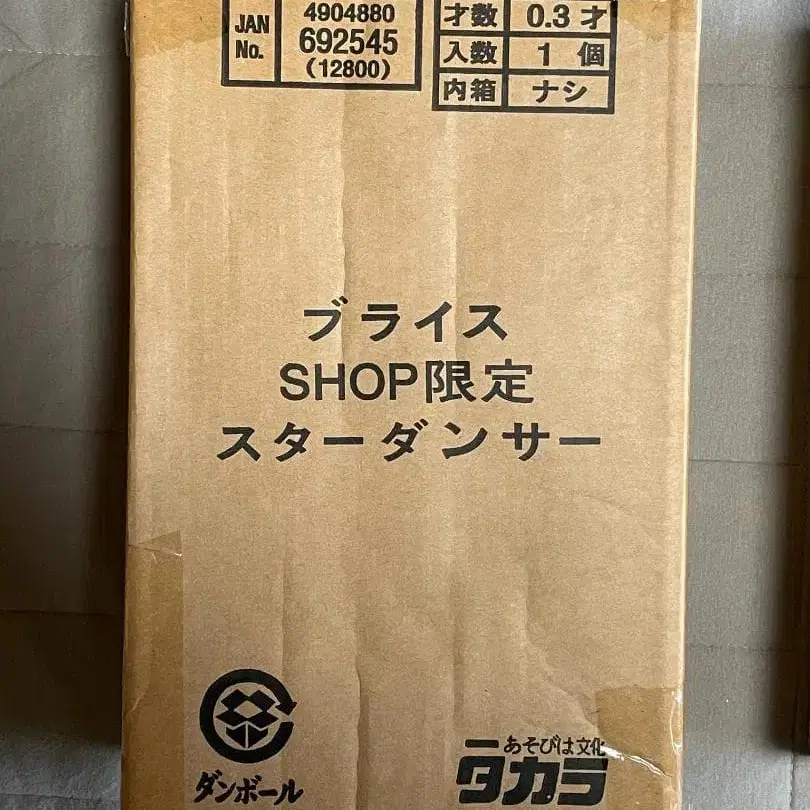 JAN No.
4904880
692545
(12800)
才数 0.3 才
入数 1 個
内箱 ナシ
ブライス
SHOP限定
スターダンサー
ダンボール
あそびは文化
タカラ